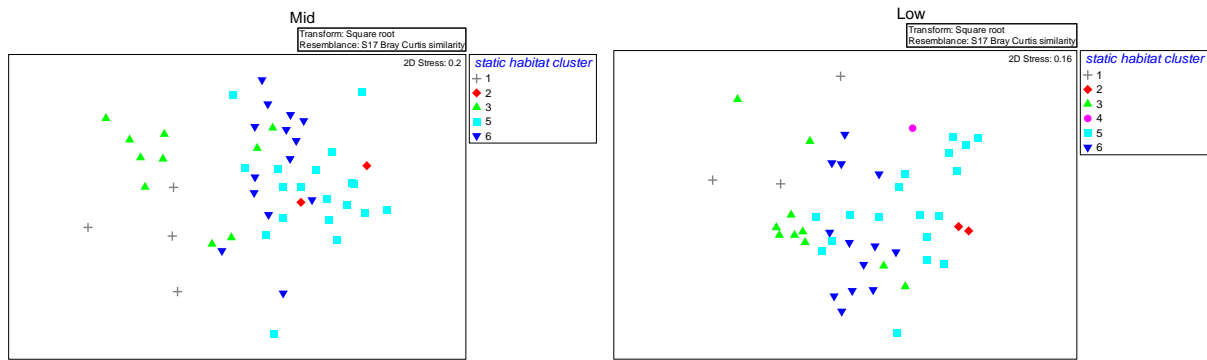 Mid
Transform: Square root
Resemblance: S17 Bray Curtis similarity
2D Stress: 0.2
static habitat cluster
1
2
3
5
6
Low
Transform: Square root
Resemblance: S17 Bray Curtis similarity
2D Stress: 0.16
static habitat cluster
1
2
3
4
5
6